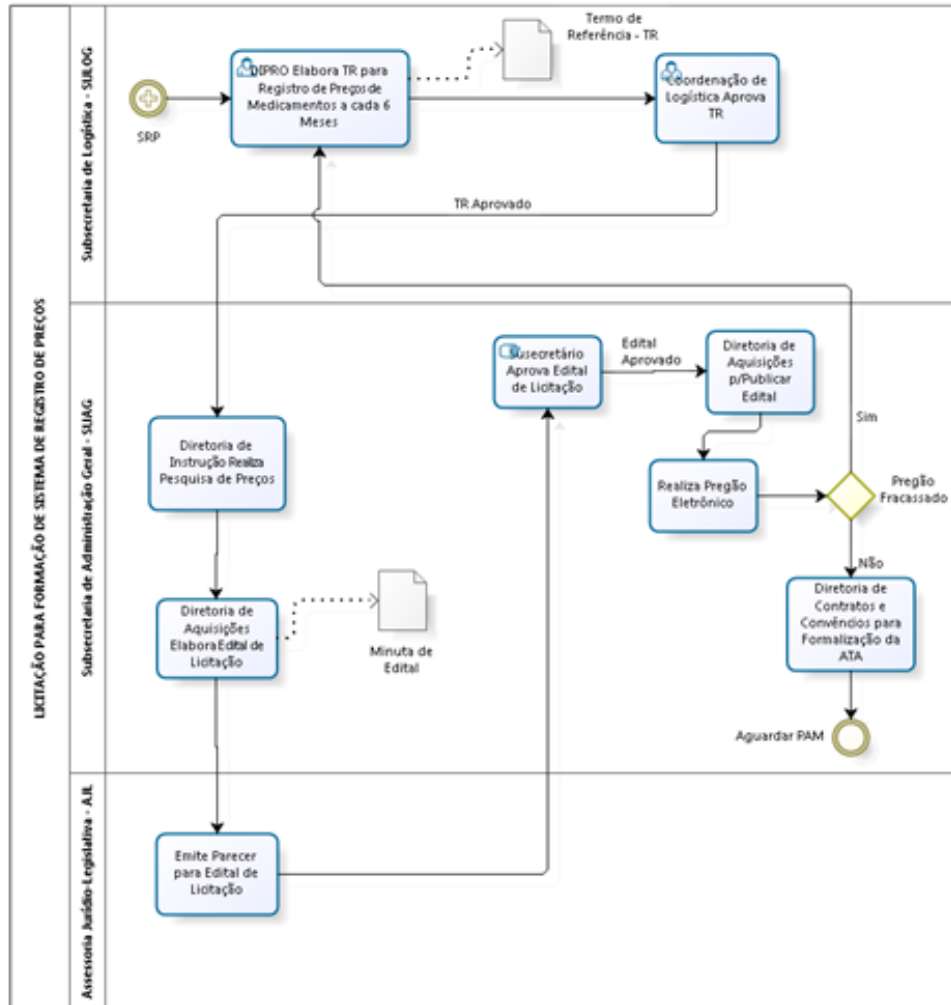 LICITAÇÃO PARA FORMAÇÃO DE SISTEMA DE REGISTRO DE PREÇOS
Subsecretaria de Logística - SULOG
SRP
DIPRO Elabora TR para
Registro de Preços de
Medicamentos a cada 6
Meses
Termo de
Referência - TR
Coordenação de
Logística Aprova
TR
TR Aprovado
Subsecretaria de Administração Geral - SUAG
Diretoria de
Instrução Realiza
Pesquisa de Preços
Diretoria de
Aquisições
Elabora Edital de
Licitação
Minuta de
Edital
Susecretário
Aprova Edital
de Licitação
Edital
Aprovado
Diretoria de
Aquisições
p/Publicar
Edital
Realiza Pregão
Eletrônico
Sim
Pregão
Fracassado
Não
Diretoria de
Contratos e
Convêncios para
Formalização da
ATA
Aguardar PAM
Assessoria Jurídio-Legislativa - AJL
Emite Parecer
para Edital de
Licitação